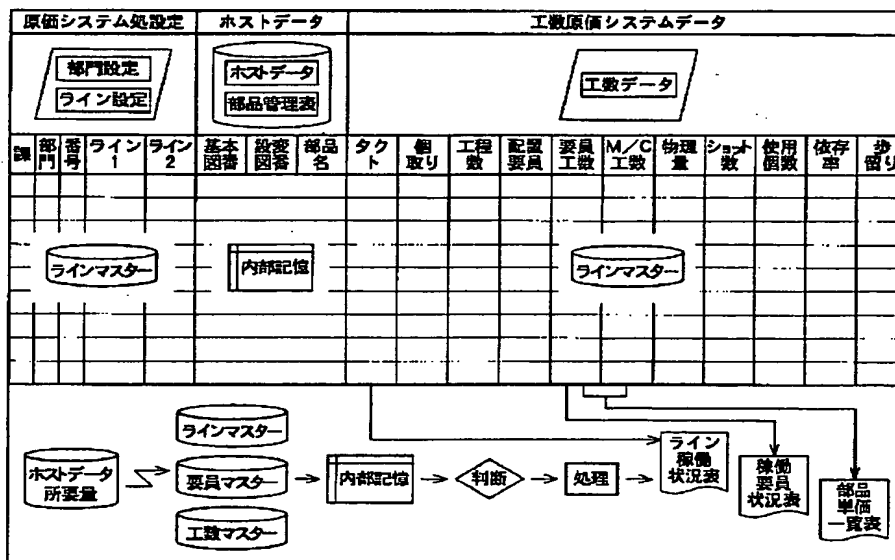 原価システム処設定 ホストデータ 工数原価システムデータ
部門設定
ライン設定
ホストデータ
部品管理表
工数データ
課 部門 番号 ライン1 ライン2 基本図番 設変図番 部品名 タクト 個取り 工程数 配置要員 要員工数 M/C工数 物理量 ショット数 使用個数 依存率 歩留り
ラインマスター 内部記憶 ラインマスター
ラインマスター
ホストデータ
所要量
要員マスター
内部記憶
判断
処理
ライン
稼働
状況表
稼働
要員
状況表
部品
単価
一覧表
工数マスター